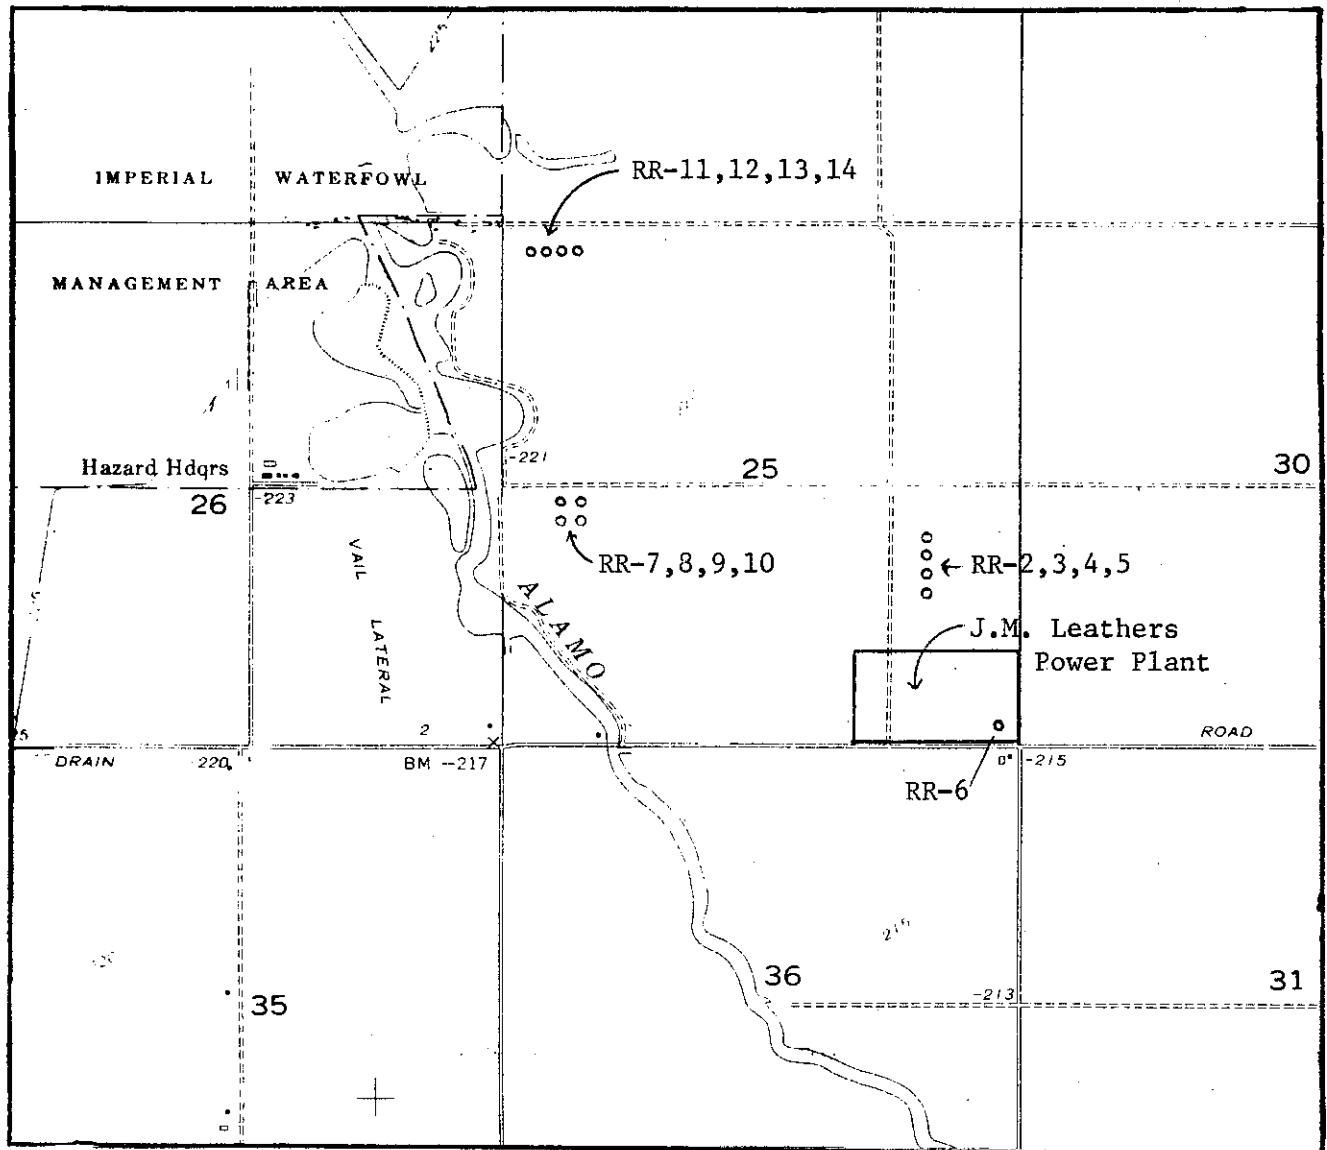 RR-11,12,13,14
IMPERIAL WATERFOWL
MANAGEMENT AREA
Hazard Hdqrs
-221
25
30
26
-223
VAIL
LATERAL
RR-7,8,9,10
RR-2,3,4,5
ALAMO
J.M. Leathers
Power Plant
2
5
ROAD
DRAIN
-220
BM --217
-215
RR-6
216
36
-213
31
35